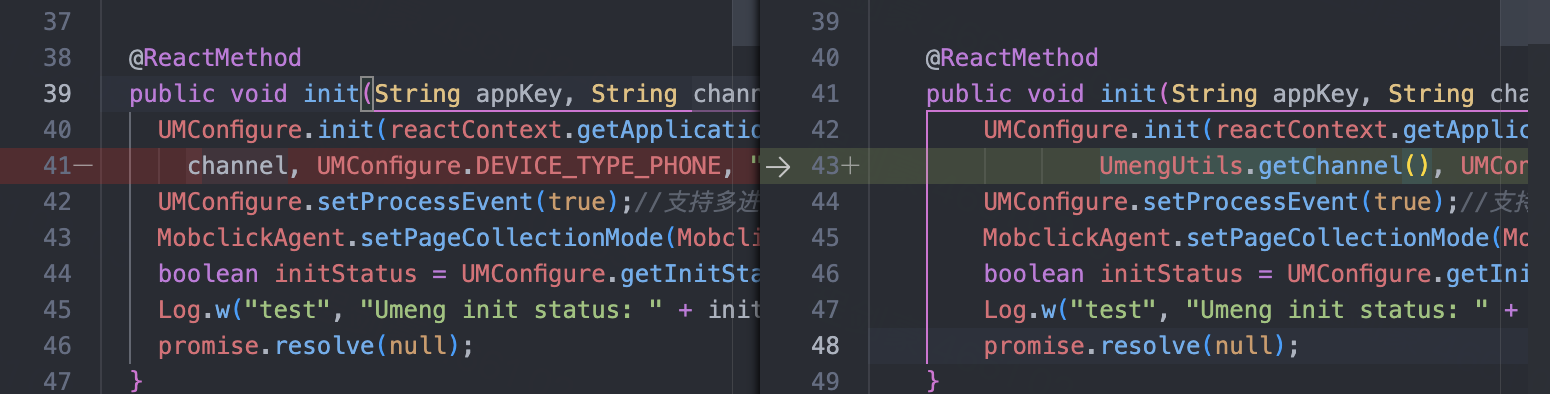 37
38 @ReactMethod
39 public void init(String appKey, String chann
40 UMConfigure.init(reactContext.getApplicatio
41— channel, UMConfigure.DEVICE_TYPE_PHONE, "
42 UMConfigure.setProcessEvent(true);//支持多进
43 MobclickAgent.setPageCollectionMode(Mobcli
44 boolean initStatus = UMConfigure.getInitSta
45 Log.w("test", "Umeng init status: " + init
46 promise.resolve(null);
47 }
39
40 @ReactMethod
41 public void init(String appKey, String cha
42 UMConfigure.init(reactContext.getApplic
→ 43+ UmengUtils.getChannel(), UMCon
44 UMConfigure.setProcessEvent(true);//支持
45 MobclickAgent.setPageCollectionMode(Mo
46 boolean initStatus = UMConfigure.getIni
47 Log.w("test", "Umeng init status: " +
48 promise.resolve(null);
49 }